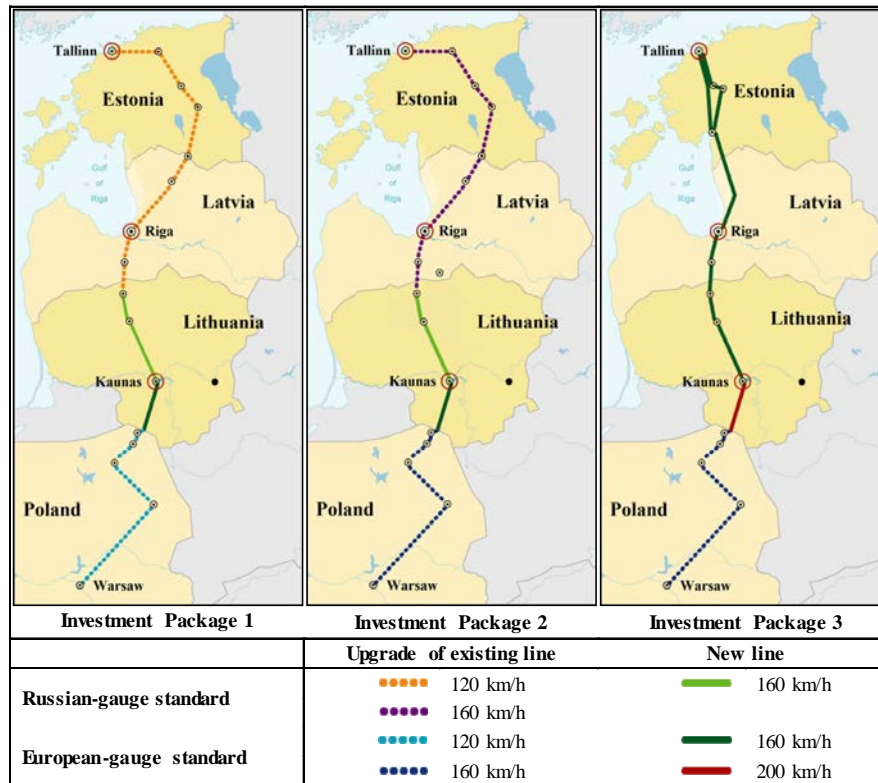 Tallinn
Estonia
Gulf
of
Riga
Latvia
Riga
Lithuania
Kaunas
Poland
Warsaw
Investment Package 1
Tallinn
Estonia
Gulf
of
Riga
Latvia
Riga
Lithuania
Kaunas
Poland
Warsaw
Investment Package 2
Tallinn
Estonia
Gulf
of
Riga
Latvia
Riga
Lithuania
Kaunas
Poland
Warsaw
Investment Package 3
Upgrade of existing line New line
Russian-gauge standard
120 km/h 160 km/h
160 km/h
European-gauge standard
120 km/h 160 km/h
160 km/h 200 km/h